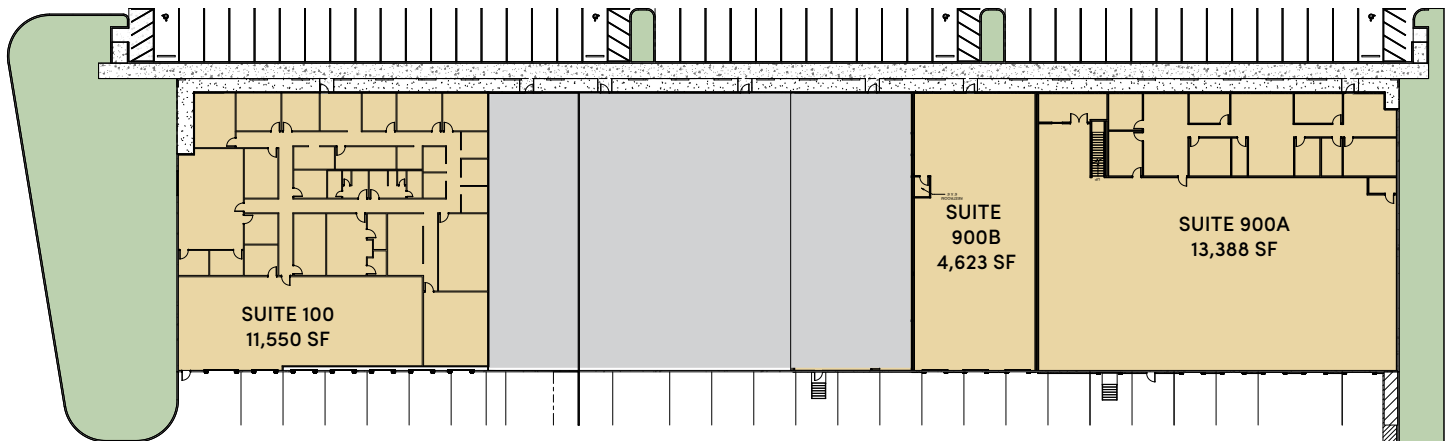 SUITE 100
11,550 SF
SUITE
900B
4,623 SF
SUITE 900A
13,388 SF